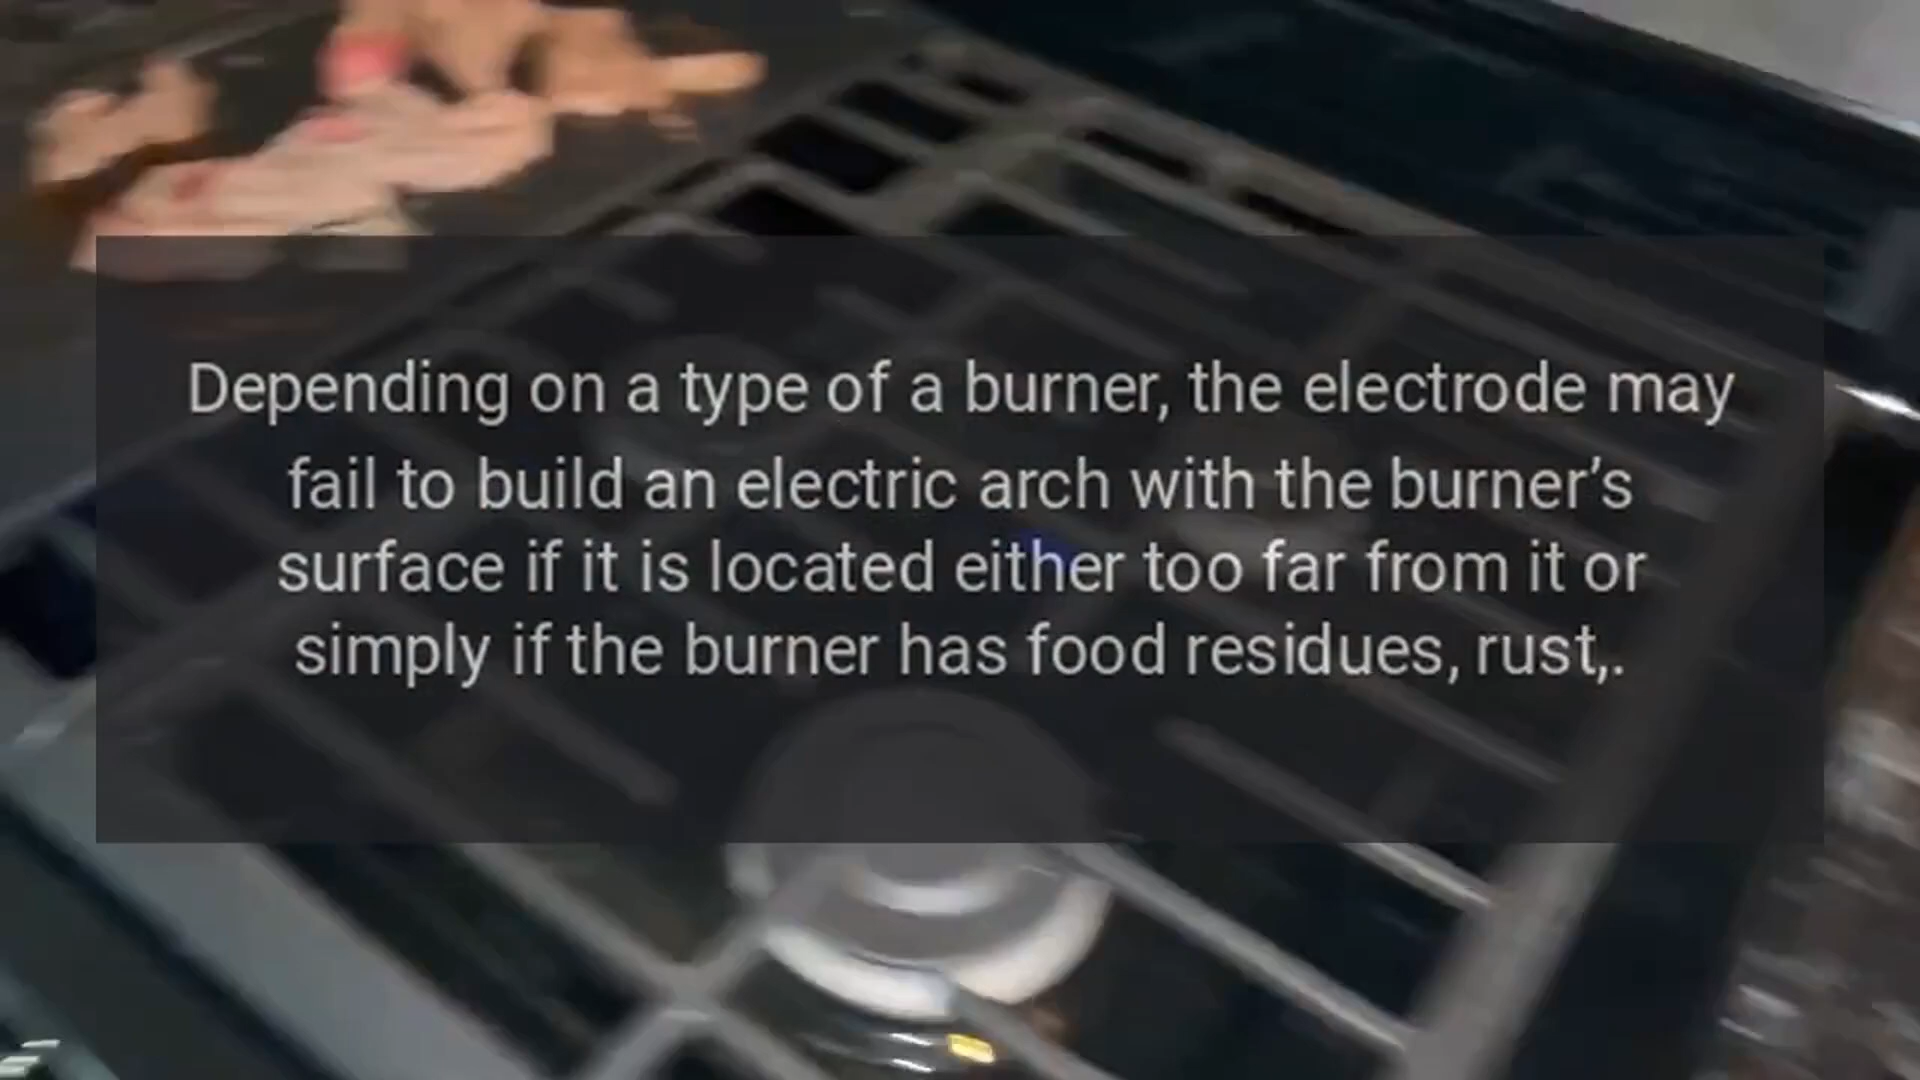 Depending on a type of a burner, the electrode may
fail to build an electric arch with the burner’s
surface if it is located either too far from it or
simply if the burner has food residues, rust,.